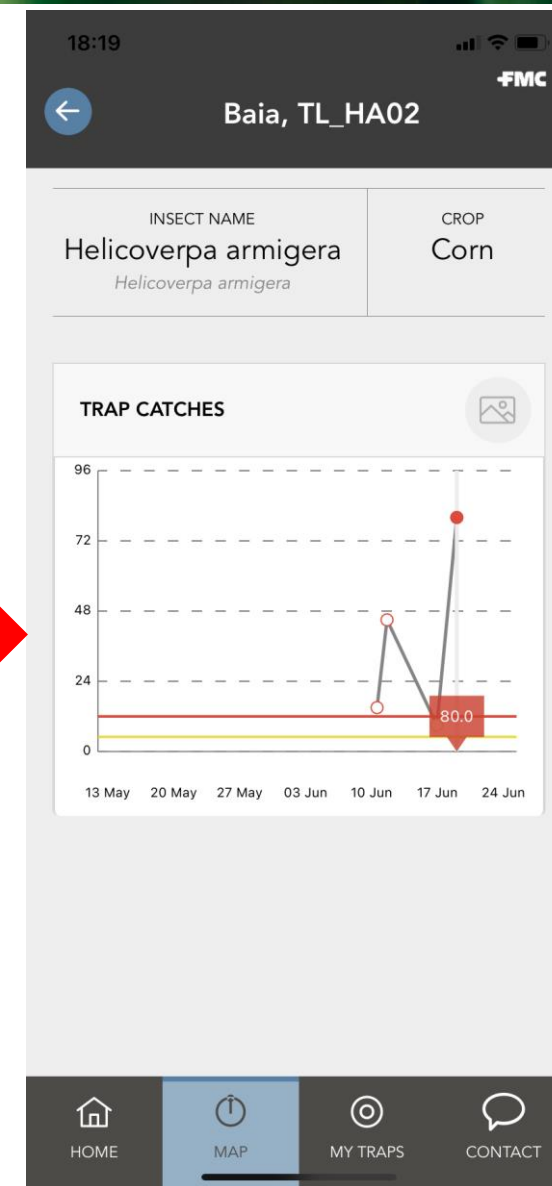 18:19
FMC
Baia, TL_HA02
INSECT NAME
Helicoverpa armigera
Helicoverpa armigera
CROP
Corn
TRAP CATCHES
96
72
48
24
0
80.0
13 May 20 May 27 May 03 Jun 10 Jun 17 Jun 24 Jun
HOME MAP MY TRAPS CONTACT